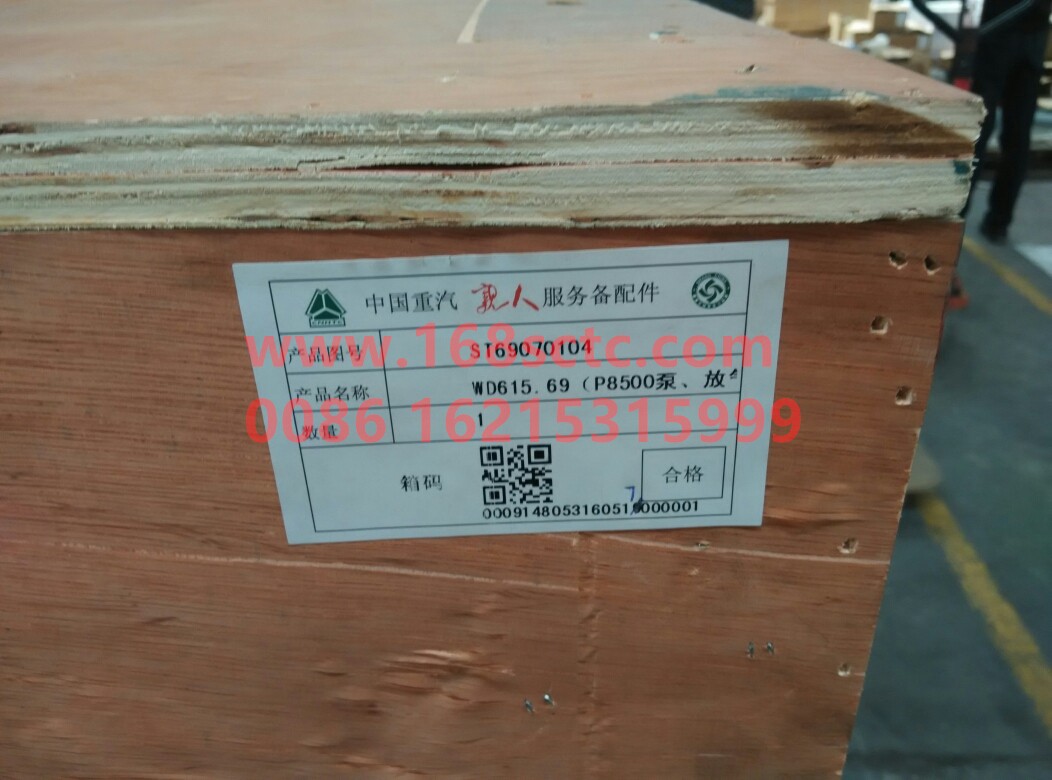 中国重汽 亲人 服务备配件
产品图号 ST69070104
产品名称 WD615.69（P8500泵、放
数量 1
箱码
合格
7
www.168sctc.com
0086 16215315999